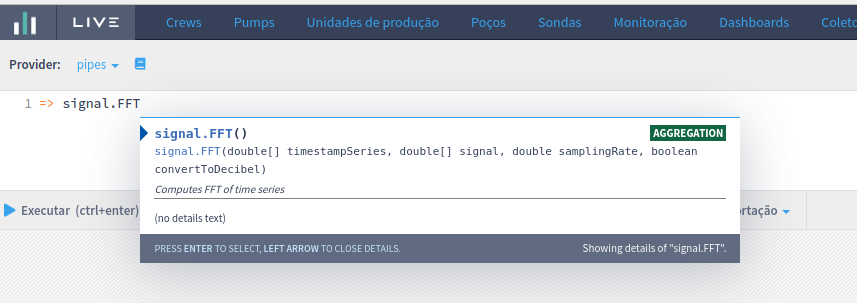 LIVE Crews Pumps Unidades de produção Poços Sondas Monitoração Dashboards Coleto
Provider: pipes
1 => signal.FFT
signal.FFT() AGGREGATION
signal.FFT(double[] timestampSeries, double[] signal, double samplingRate, boolean
convertToDecibel)
Computes FFT of time series
Executar (ctrl+enter) ortação
(no details text)
PRESS ENTER TO SELECT, LEFT ARROW TO CLOSE DETAILS. Showing details of "signal.FFT".